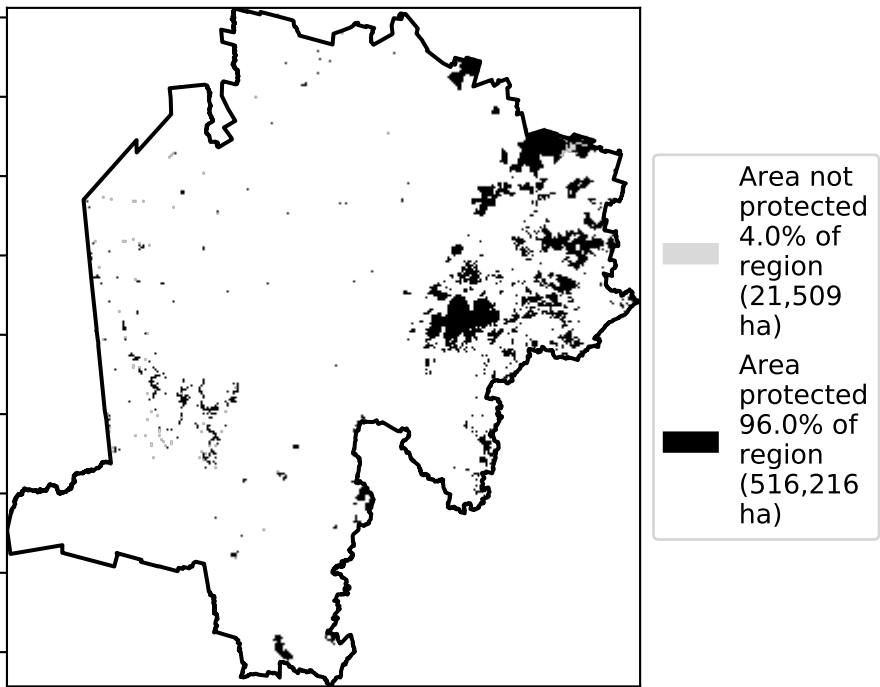 Area not
protected
4.0% of
region
(21,509
ha)
Area
protected
96.0% of
region
(516,216
ha)